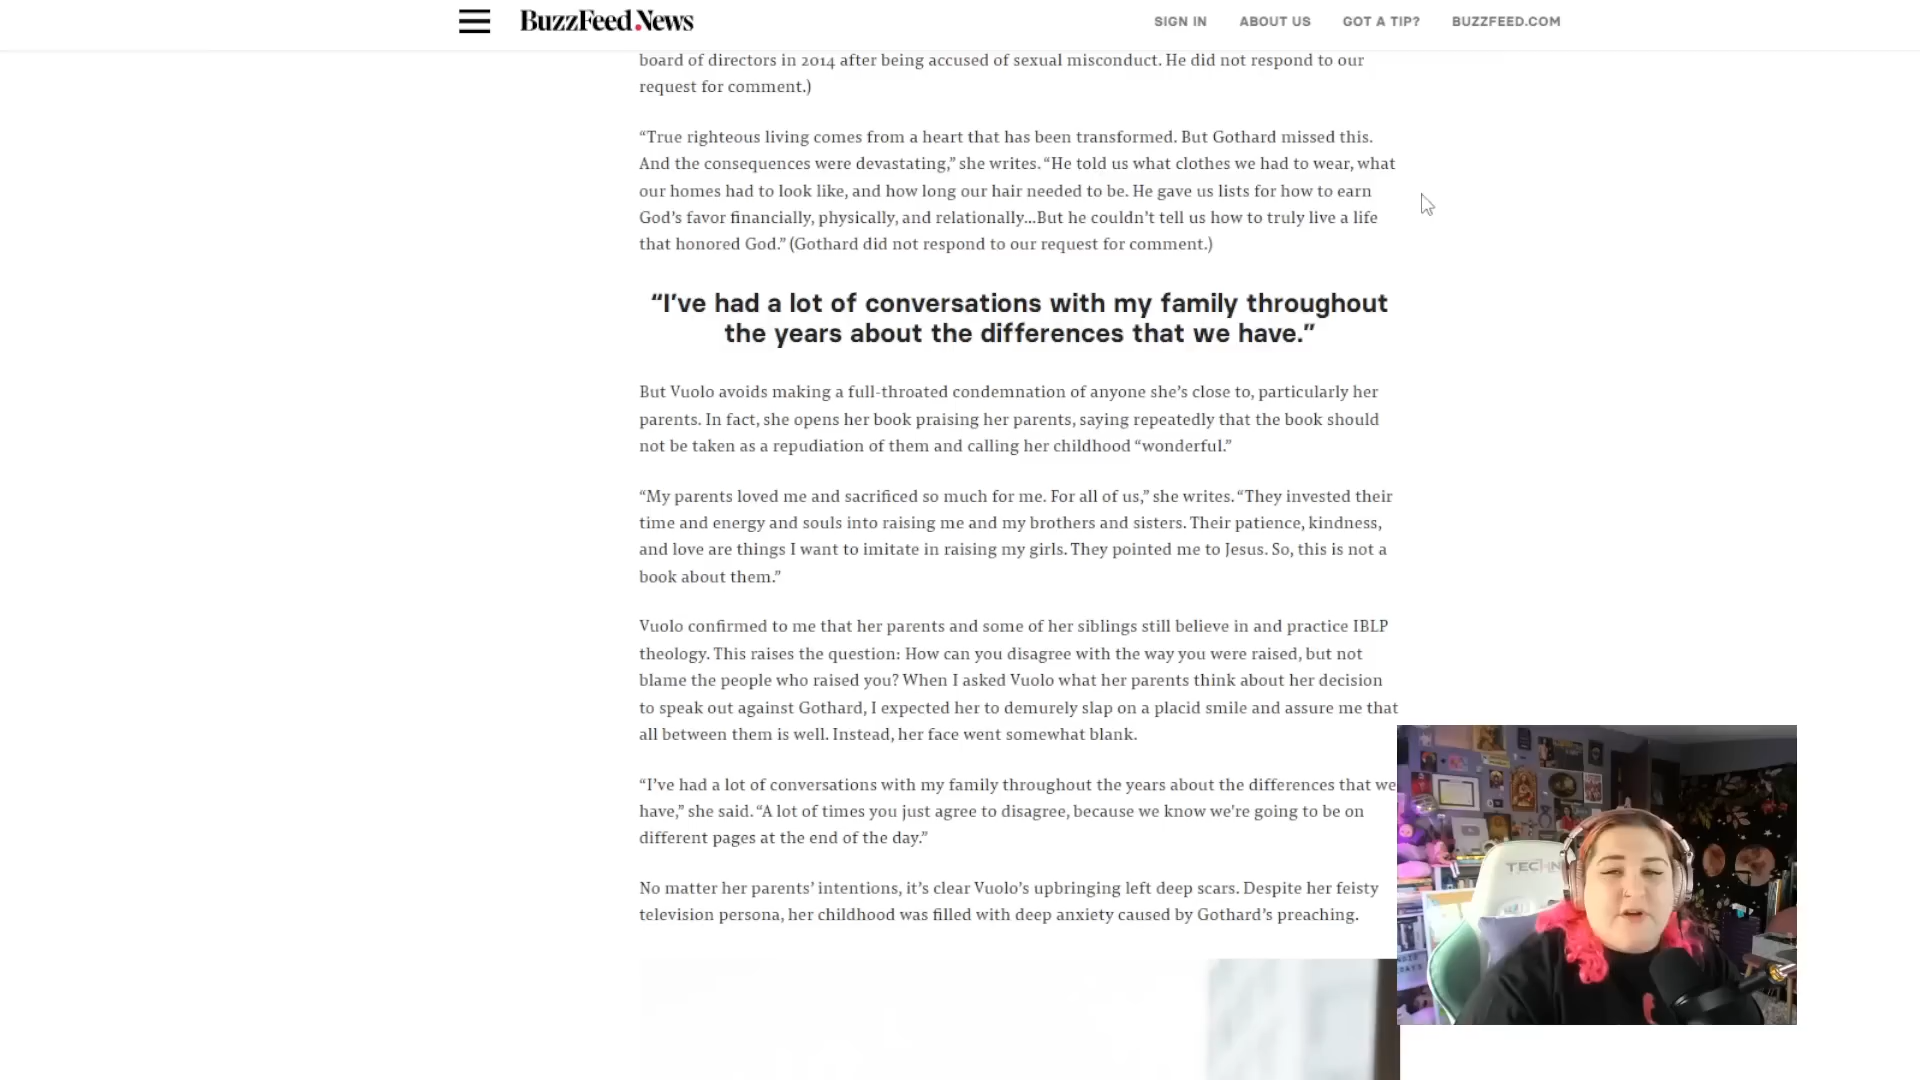 BuzzFeed News
SIGN IN
ABOUT US
GOT A TIP?
BUZZFEED.COM
board of directors in 2014 after being accused of sexual misconduct. He did not respond to our
request for comment.)
“True righteous living comes from a heart that has been transformed. But Gothard missed this.
And the consequences were devastating,” she writes. “He told us what clothes we had to wear, what
our homes had to look like, and how long our hair needed to be. He gave us lists for how to earn
God’s favor financially, physically, and relationally…But he couldn’t tell us how to truly live a life
that honored God.” (Gothard did not respond to our request for comment.)
“I’ve had a lot of conversations with my family throughout
the years about the differences that we have.”
But Vuolo avoids making a full-throated condemnation of anyone she’s close to, particularly her
parents. In fact, she opens her book praising her parents, saying repeatedly that the book should
not be taken as a repudiation of them and calling her childhood “wonderful.”
“My parents loved me and sacrificed so much for me. For all of us,” she writes. “They invested their
time and energy and souls into raising me and my brothers and sisters. Their patience, kindness,
and love are things I want to imitate in raising my girls. They pointed me to Jesus. So, this is not a
book about them.”
Vuolo confirmed to me that her parents and some of her siblings still believe in and practice IBLP
theology. This raises the question: How can you disagree with the way you were raised, but not
blame the people who raised you? When I asked Vuolo what her parents think about her decision
to speak out against Gothard, I expected her to demurely slap on a placid smile and assure me that
all between them is well. Instead, her face went somewhat blank.
“I’ve had a lot of conversations with my family throughout the years about the differences that we
have,” she said. “A lot of times you just agree to disagree, because we know we're going to be on
different pages at the end of the day.”
No matter her parents’ intentions, it’s clear Vuolo’s upbringing left deep scars. Despite her feisty
television persona, her childhood was filled with deep anxiety caused by Gothard’s preaching.